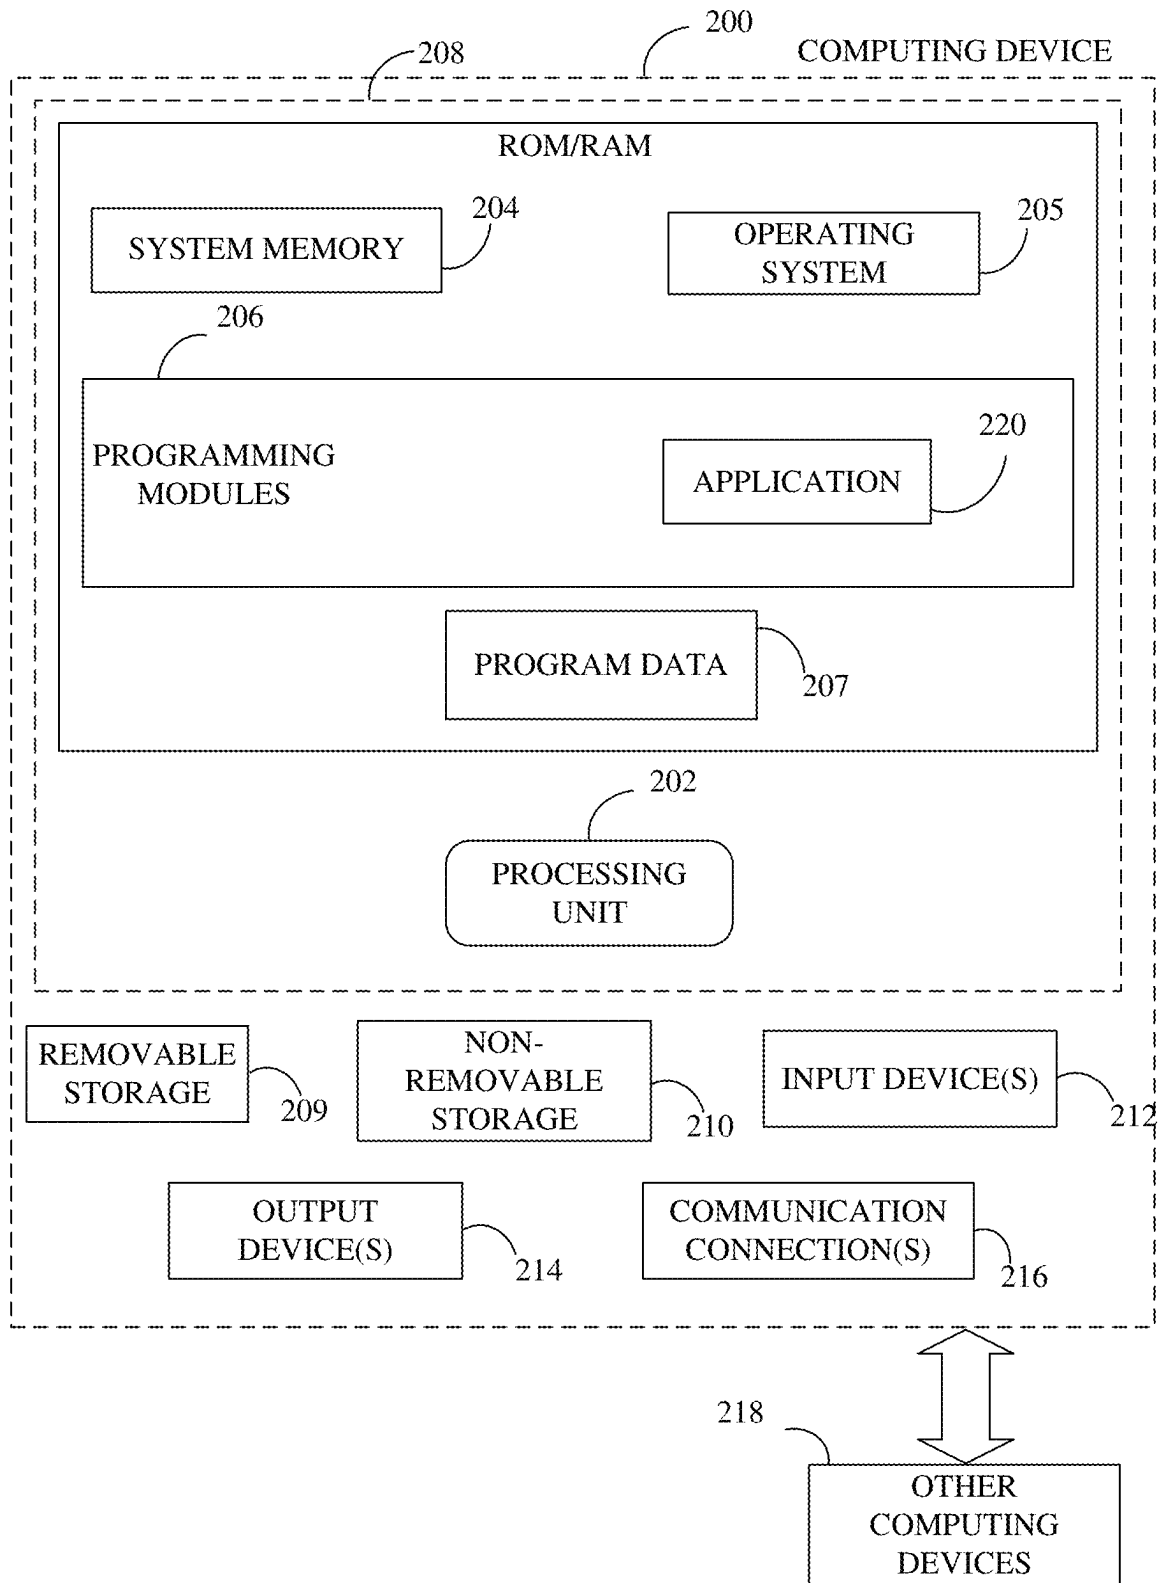 200
COMPUTING DEVICE
208
ROM/RAM
204
205
SYSTEM MEMORY
OPERATING
SYSTEM
206
220
PROGRAMMING
MODULES
APPLICATION
PROGRAM DATA
207
202
PROCESSING
UNIT
REMOVABLE
STORAGE
209
NON-
REMOVABLE
STORAGE
210
INPUT DEVICE(S)
212
OUTPUT
DEVICE(S)
214
COMMUNICATION
CONNECTION(S)
216
218
OTHER
COMPUTING
DEVICES